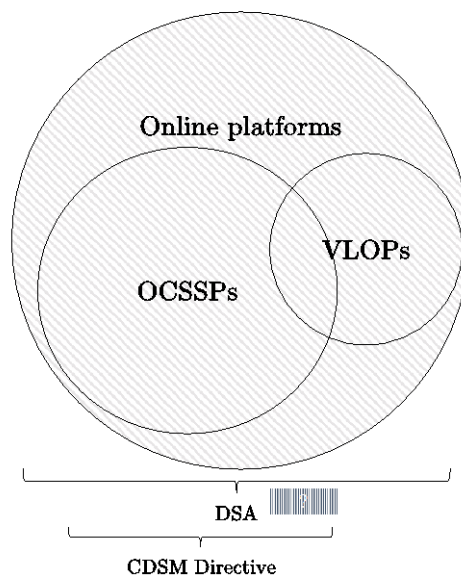 Online platforms
VLOPs
OCSSPs
DSA
?
CDSM Directive